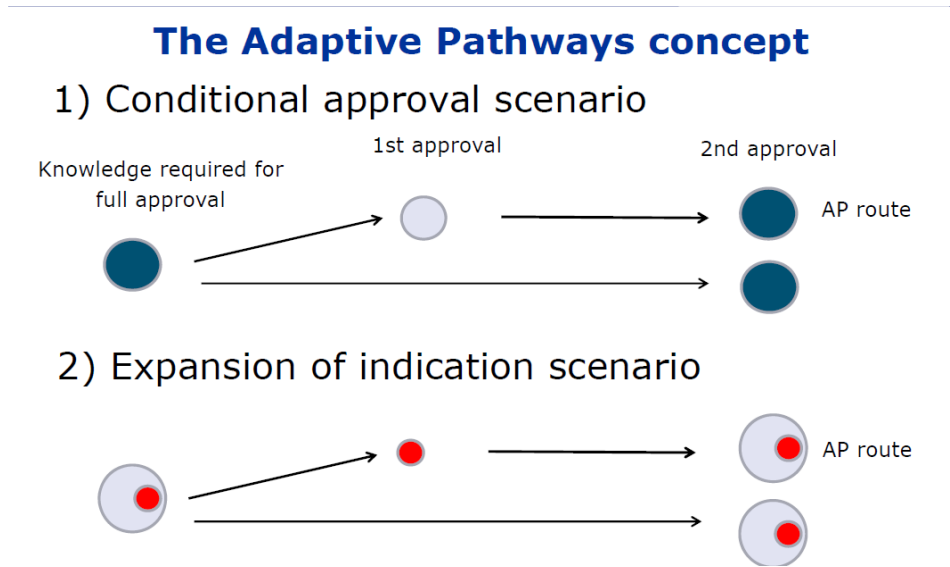 The Adaptive Pathways concept
1) Conditional approval scenario
1st approval
2nd approval
Knowledge required for
full approval
AP route
2) Expansion of indication scenario
AP route